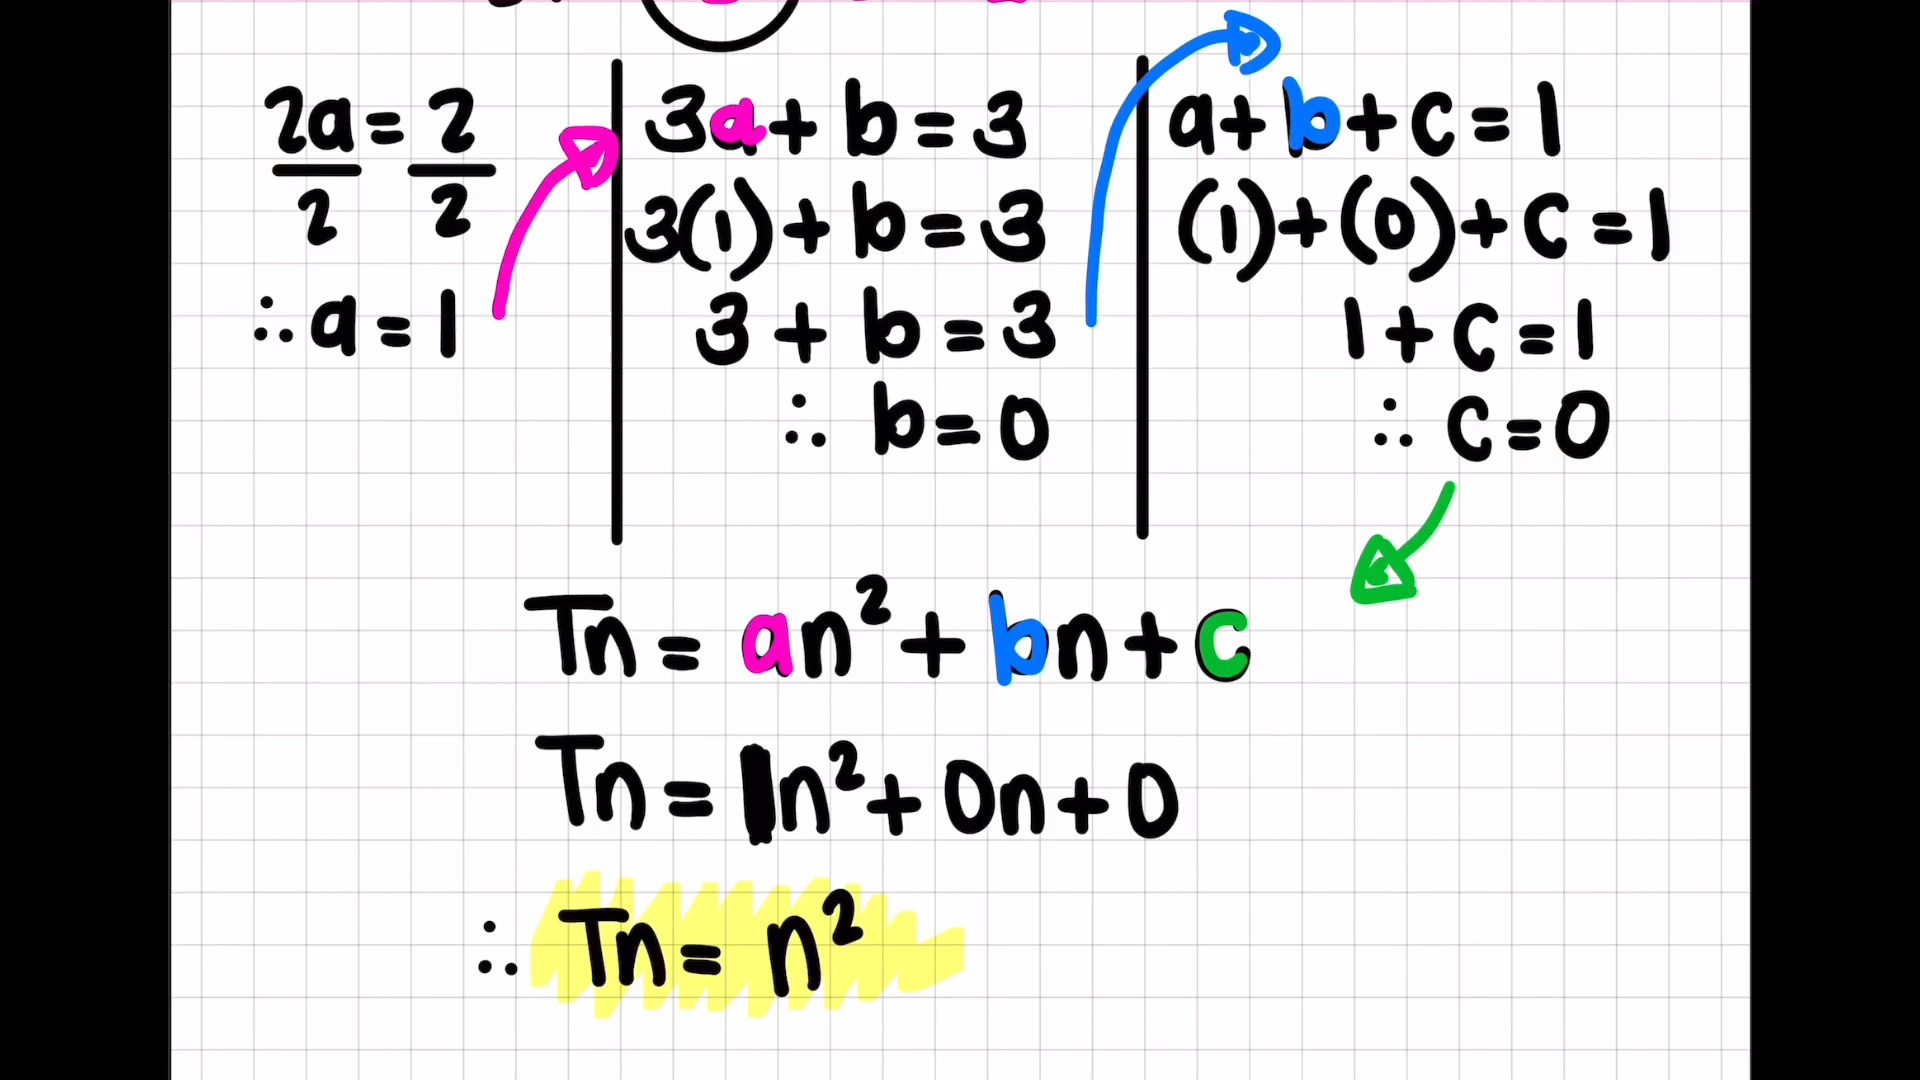 2a = 2
2 2
∴ a = 1
3a + b = 3
3(1) + b = 3
3 + b = 3
∴ b = 0
a + b + c = 1
(1) + (0) + c = 1
1 + c = 1
∴ c = 0
Tn = an² + bn + c
Tn = 1n² + 0n + 0
∴ Tn = n²